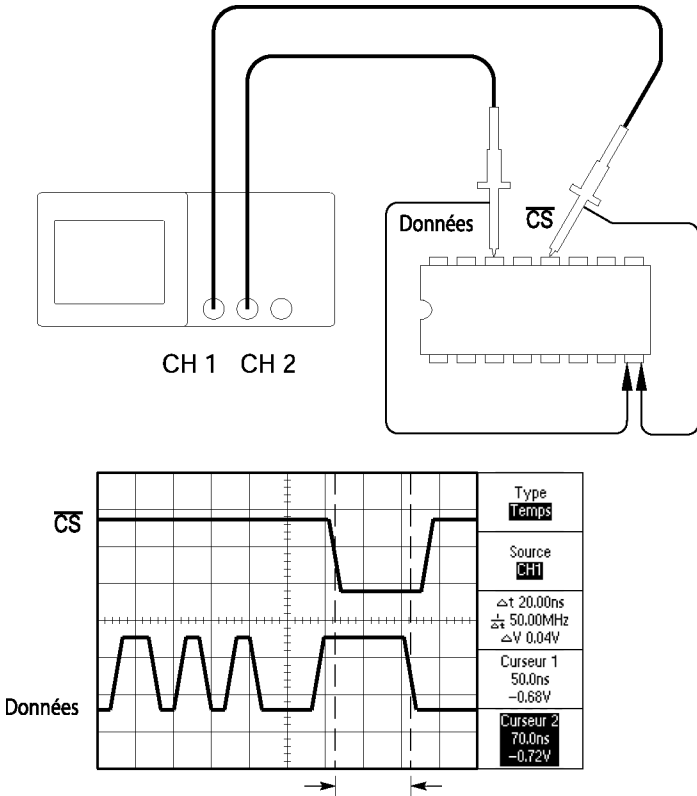 Données
CS
CH 1 CH 2
CS
Données
Type
Temps
Source
CH1
△t 20.00ns
1/△t 50.00MHz
△V 0.04V
Curseur 1
50.0ns
−0.68V
Curseur 2
70.0ns
−0.72V